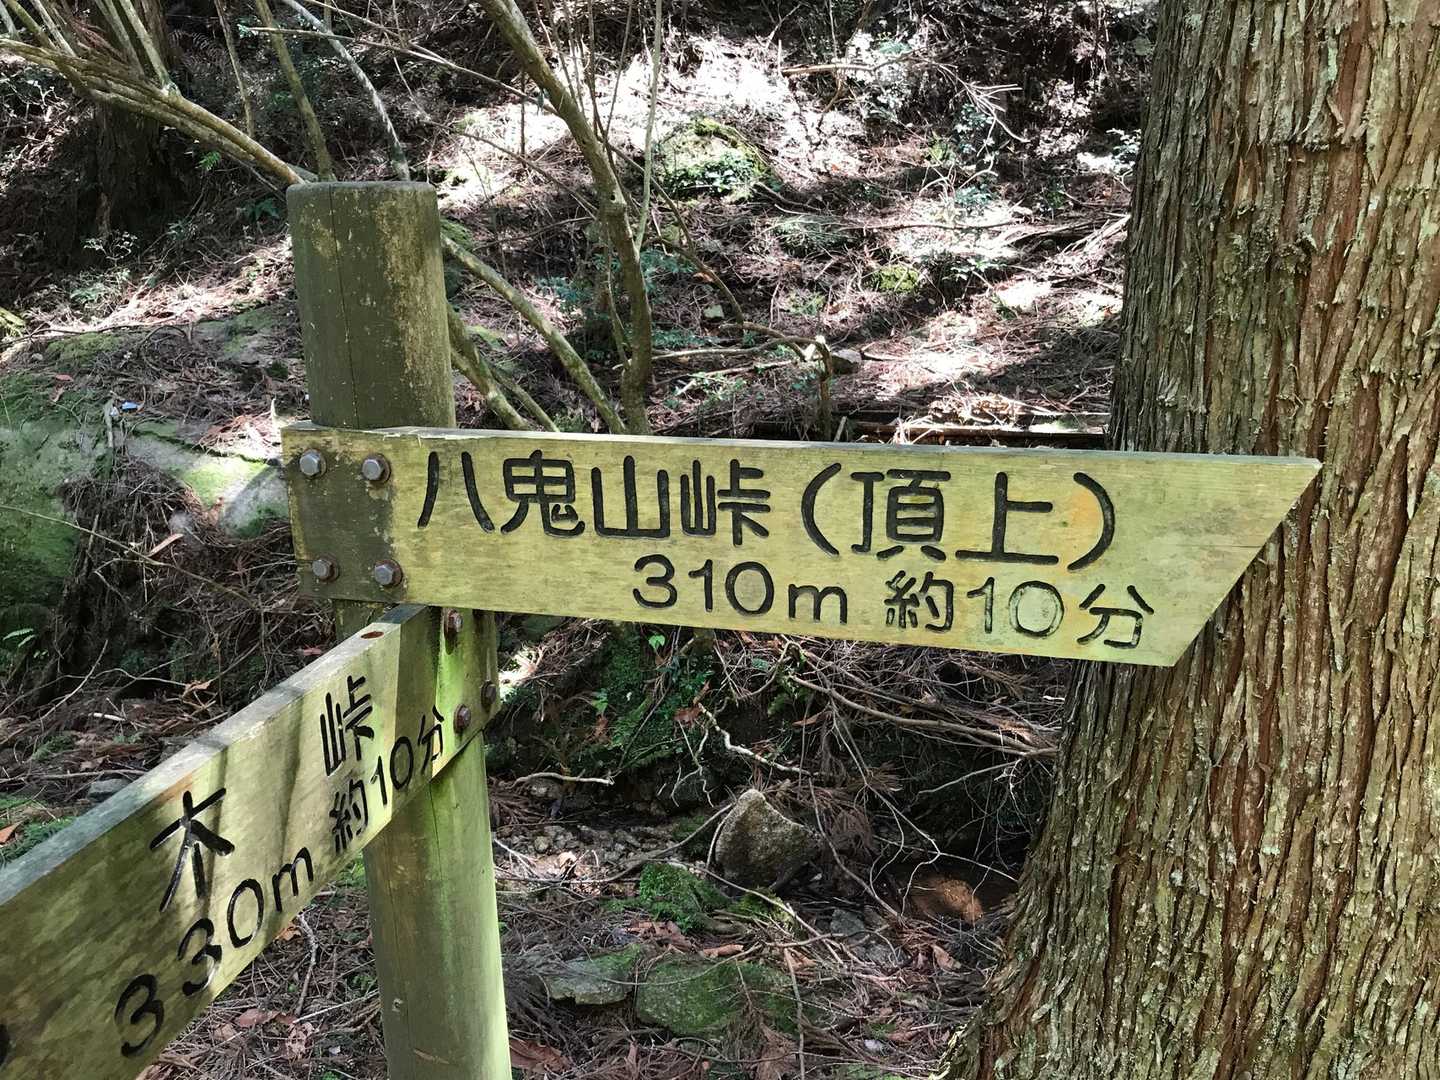 八鬼山峠(頂上)
310m 約10分
木 峠
330m 約10分